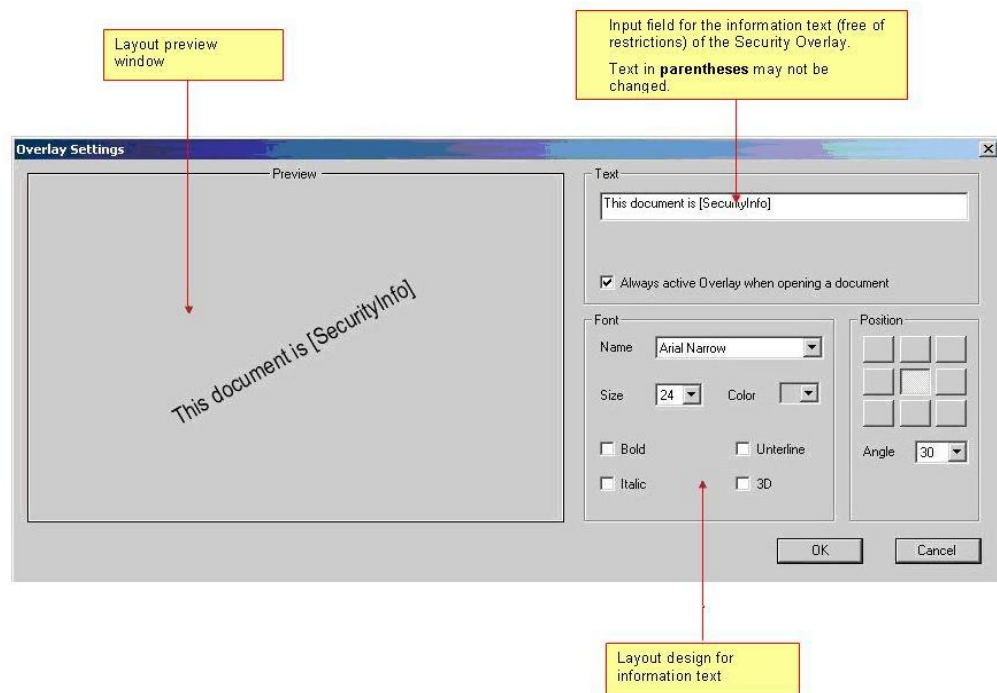 Layout preview
window
Input field for the information text (free of
restrictions) of the Security Overlay.
Text in parentheses may not be
changed.
Overlay Settings
Preview
This document is [SecurityInfo]
Text
This document is [SecurityInfo]
Always active Overlay when opening a document
Font
Name Arial Narrow
Size 24 Color
Bold Unterline
Italic 3D
Position
Angle 30
OK Cancel
Layout design for
information text